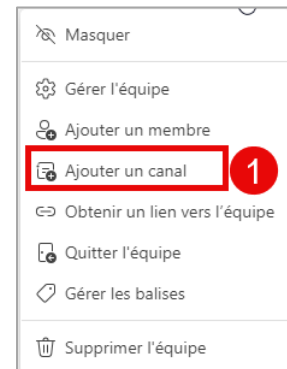 Masquer
Gérer l'équipe
Ajouter un membre
Ajouter un canal
1
Obtenir un lien vers l'équipe
Quitter l'équipe
Gérer les balises
Supprimer l'équipe